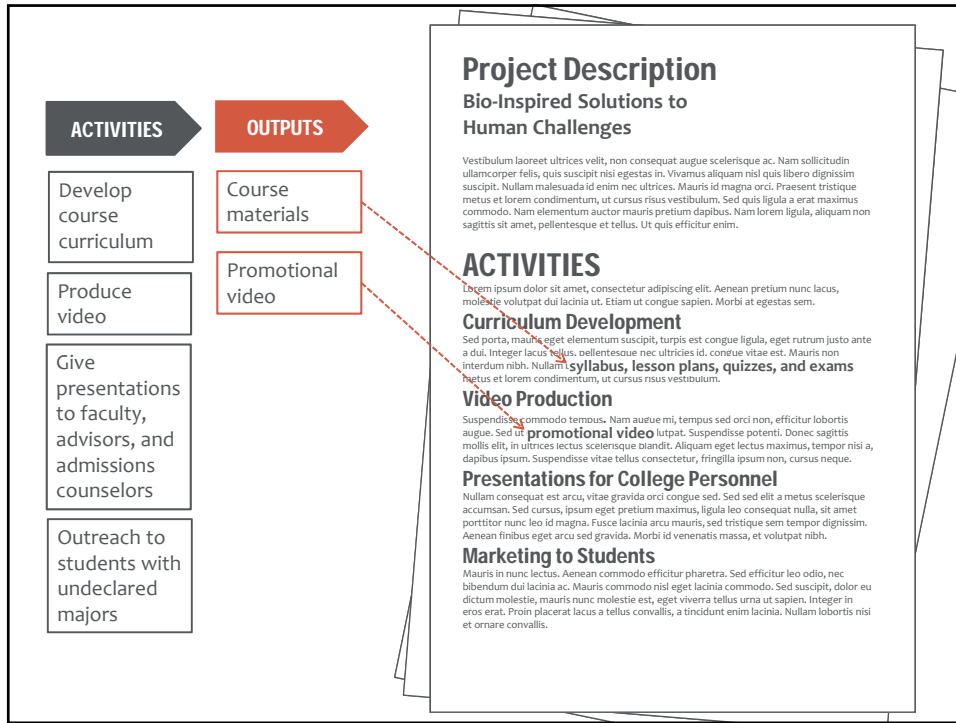 ACTIVITIES
OUTPUTS
Develop
course
curriculum
Produce
video
Give
presentations
to faculty,
advisors, and
admissions
counselors
Outreach to
students with
undeclared
majors
Course
materials
Promotional
video
Project Description
Bio-Inspired Solutions to
Human Challenges
Vestibulum laoreet ultrices velit, non consequat augue scelerisque ac. Nam sollicitudin
ullamcorper felis, quis suscipit nisi egestas in. Vivamus aliquam nisl quis libero dignissim
suscipit. Nullam malesuada id enim nec ultrices. Mauris id magna orci. Praesent tristique
metus et lorem condimentum, ut cursus risus vestibulum. Sed quis ligula a erat maximus
commodo. Nam elementum auctor mauris pretium dapibus. Nam lorem ligula, aliquam non
sagittis sit amet, pellentesque et tellus. Ut quis efficitur enim.
ACTIVITIES
Lorem ipsum dolor sit amet, consectetur adipiscing elit. Aenean pretium nunc lacus,
molestie volutpat dui lacinia ut. Etiam ut congue sapien. Morbi at egestas sem.
Curriculum Development
Sed porta, mauris eget elementum suscipit, turpis est congue ligula, eget rutrum justo ante
a dui. Integer lacus tellus, pellentesque nec ultricies id, congue vitae est. Mauris non
interdum nibh. Nullam syllabus, lesson plans, quizzes, and exams
metus et lorem condimentum, ut cursus risus vestibulum.
Video Production
Suspendisse commodo tempus. Nam augue mi, tempus sed orci non, efficitur lobortis
augue. Sed ut promotional video lutpat. Suspendisse potenti. Donec sagittis
mollis elit, in ultrices lectus scelerisque blandit. Aliquam eget lectus maximus, tempor nisi a,
dapibus ipsum. Suspendisse vitae tellus consectetur, fringilla ipsum non, cursus neque.
Presentations for College Personnel
Nullam consequat est arcu, vitae gravida orci congue sed. Sed sed elit a metus scelerisque
accumsan. Sed cursus, ipsum eget pretium maximus, ligula leo consequat nulla, sit amet
porttitor nunc leo id magna. Fusce lacinia arcu mauris, sed tristique sem tempor dignissim.
Aenean finibus eget arcu sed gravida. Morbi id venenatis massa, et volutpat nibh.
Marketing to Students
Mauris in nunc lectus. Aenean commodo efficitur pharetra. Sed efficitur leo odio, nec
bibendum dui lacinia ac. Mauris commodo nisl eget lacinia commodo. Sed suscipit, dolor eu
dictum molestie, mauris nunc molestie est, eget viverra tellus urna ut sapien. Integer in
eros erat. Proin placerat lacus a tellus convallis, a tincidunt enim lacinia. Nullam lobortis nisi
et ornare convallis.